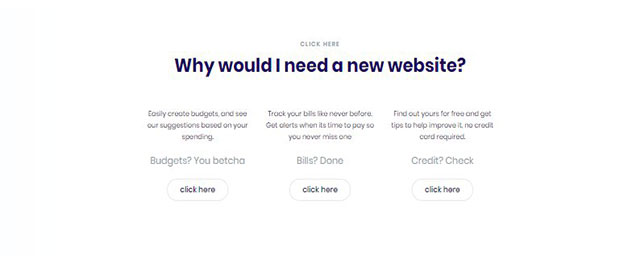 CLICK HERE
Why would I need a new website?
Easily create budgets, and see
our suggestions based on your
spending.
Budgets? You betcha
click here
Track your bills like never before.
Get alerts when its time to pay so
you never miss one
Bills? Done
click here
Find out yours for free and get
tips to help improve it, no credit
card required.
Credit? Check
click here